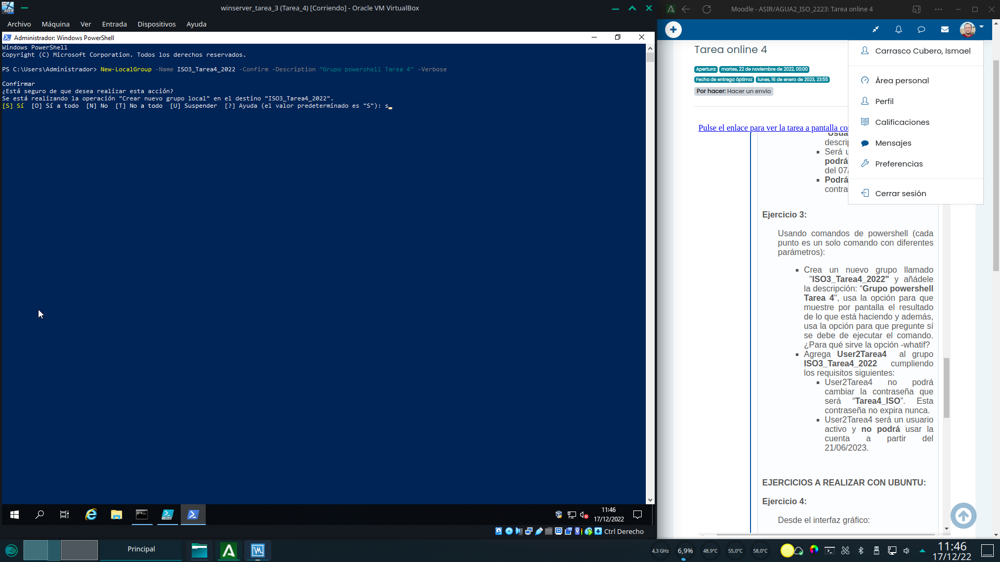 winserver_tarea_3 (Tarea_4) [Corriendo] - Oracle VM VirtualBox
Archivo Máquina Ver Entrada Dispositivos Ayuda
Administrador: Windows PowerShell
Windows PowerShell
Copyright (C) Microsoft Corporation. Todos los derechos reservados.
PS C:\Users\Administrador> New-LocalGroup -Name ISO3_Tarea4_2022 -Confirm -Description "Grupo powershell Tarea 4" -Verbose
Confirmar
¿Está seguro de que desea realizar esta acción?
Se está realizando la operación "Crear nuevo grupo local" en el destino "ISO3_Tarea4_2022".
[S] Sí [O] Sí a todo [N] No [T] No a todo [U] Suspender [?] Ayuda (el valor predeterminado es "S"): s
11:46
17/12/2022
Ctrl Derecho
Moodle - ASIR/AGUA2_ISO_2223: Tarea online 4
Tarea online 4
Apertura: martes, 22 de noviembre de 2022, 00:00
Fecha de entrega óptima: lunes, 16 de enero de 2023, 23:55
Por hacer: Hacer un envío
Carrasco Cubero, Ismael
Área personal
Perfil
Calificaciones
Mensajes
Preferencias
Cerrar sesión
Pulse el enlace para ver la tarea a pantalla co
"Usua
descrip
Será u
podrá
del 07/
Podrá
contra
Ejercicio 3:
Usando comandos de powershell (cada
punto es un solo comando con diferentes
parámetros):
Crea un nuevo grupo llamado
"ISO3_Tarea4_2022" y añádele
la descripción: “Grupo powershell
Tarea 4", usa la opción para que
muestre por pantalla el resultado
de lo que está haciendo y además,
usa la opción para que pregunte sí
se debe de ejecutar el comando.
¿Para qué sirve la opción -whatif?
Agrega User2Tarea4 al grupo
ISO3_Tarea4_2022 cumpliendo
los requisitos siguientes:
User2Tarea4 no podrá
cambiar la contraseña que
será “Tarea4_ISO”. Esta
contraseña no expira nunca.
User2Tarea4 será un usuario
activo y no podrá usar la
cuenta a partir del
21/06/2023.
EJERCICIOS A REALIZAR CON UBUNTU:
Ejercicio 4:
Desde el interfaz gráfico:
Principal
4,3 GHz 6,9% 48,9°C 55,0°C 58,0°C
11:46
17/12/22